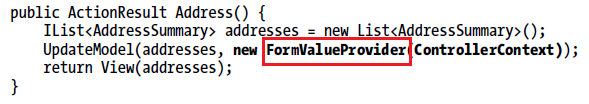 public ActionResult Address() {
    IList<AddressSummary> addresses = new List<AddressSummary>();
    UpdateModel(addresses, new FormValueProvider(ControllerContext));
    return View(addresses);
}